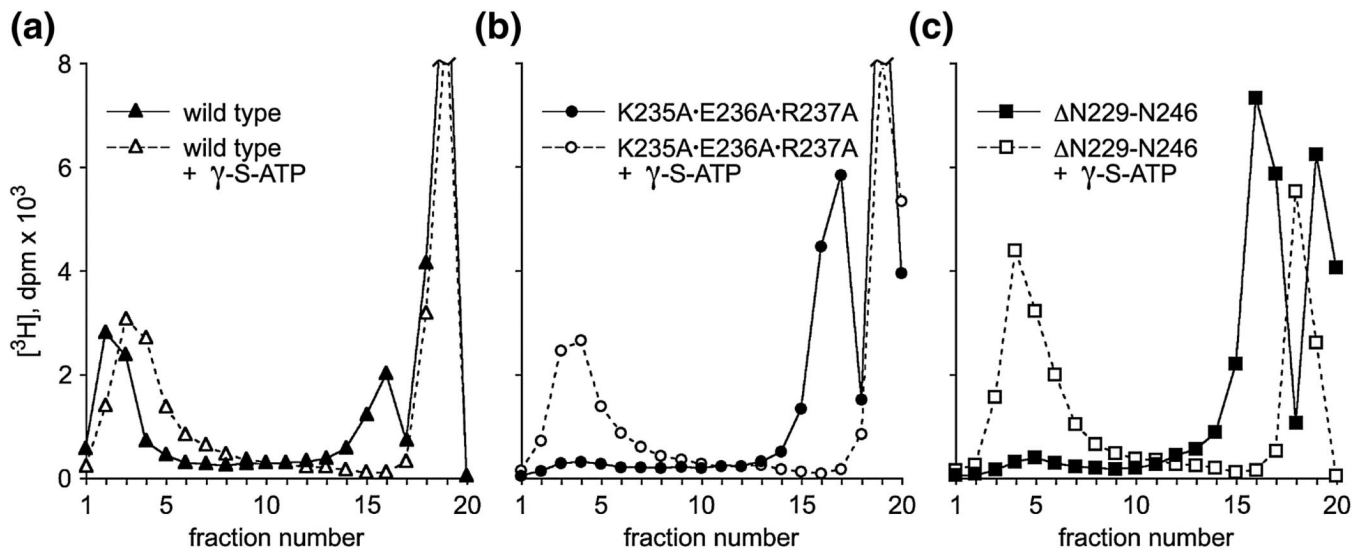 (a)
8
6
4
2
0
[³H], dpm x 10³
wild type
wild type
+ γ-S-ATP
1 5 10 15 20
fraction number
(b)
K235A·E236A·R237A
K235A·E236A·R237A
+ γ-S-ATP
1 5 10 15 20
fraction number
(c)
ΔN229-N246
ΔN229-N246
+ γ-S-ATP
1 5 10 15 20
fraction number